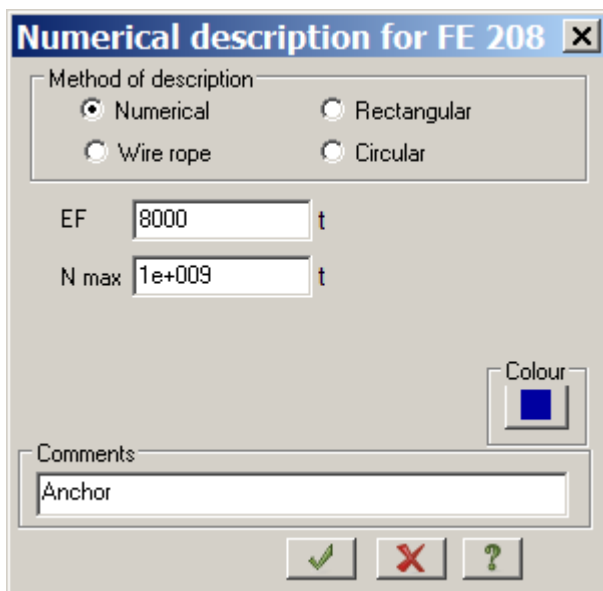 Numerical description for FE 208
Method of description
Numerical Rectangular
Wire rope Circular
EF 8000 t
N max 1e+009 t
Colour
Comments
Anchor
?